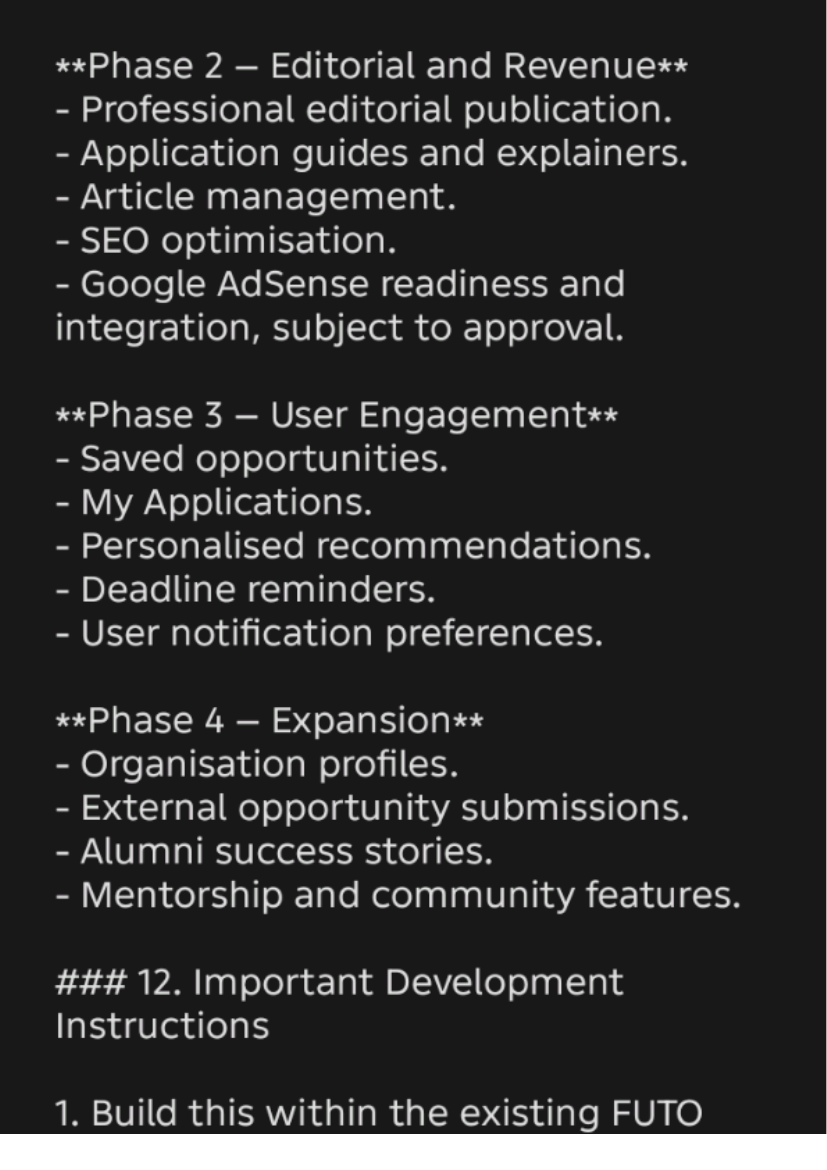 **Phase 2 – Editorial and Revenue**
- Professional editorial publication.
- Application guides and explainers.
- Article management.
- SEO optimisation.
- Google AdSense readiness and
integration, subject to approval.
**Phase 3 – User Engagement**
- Saved opportunities.
- My Applications.
- Personalised recommendations.
- Deadline reminders.
- User notification preferences.
**Phase 4 – Expansion**
- Organisation profiles.
- External opportunity submissions.
- Alumni success stories.
- Mentorship and community features.
### 12. Important Development
Instructions
1. Build this within the existing FUTO